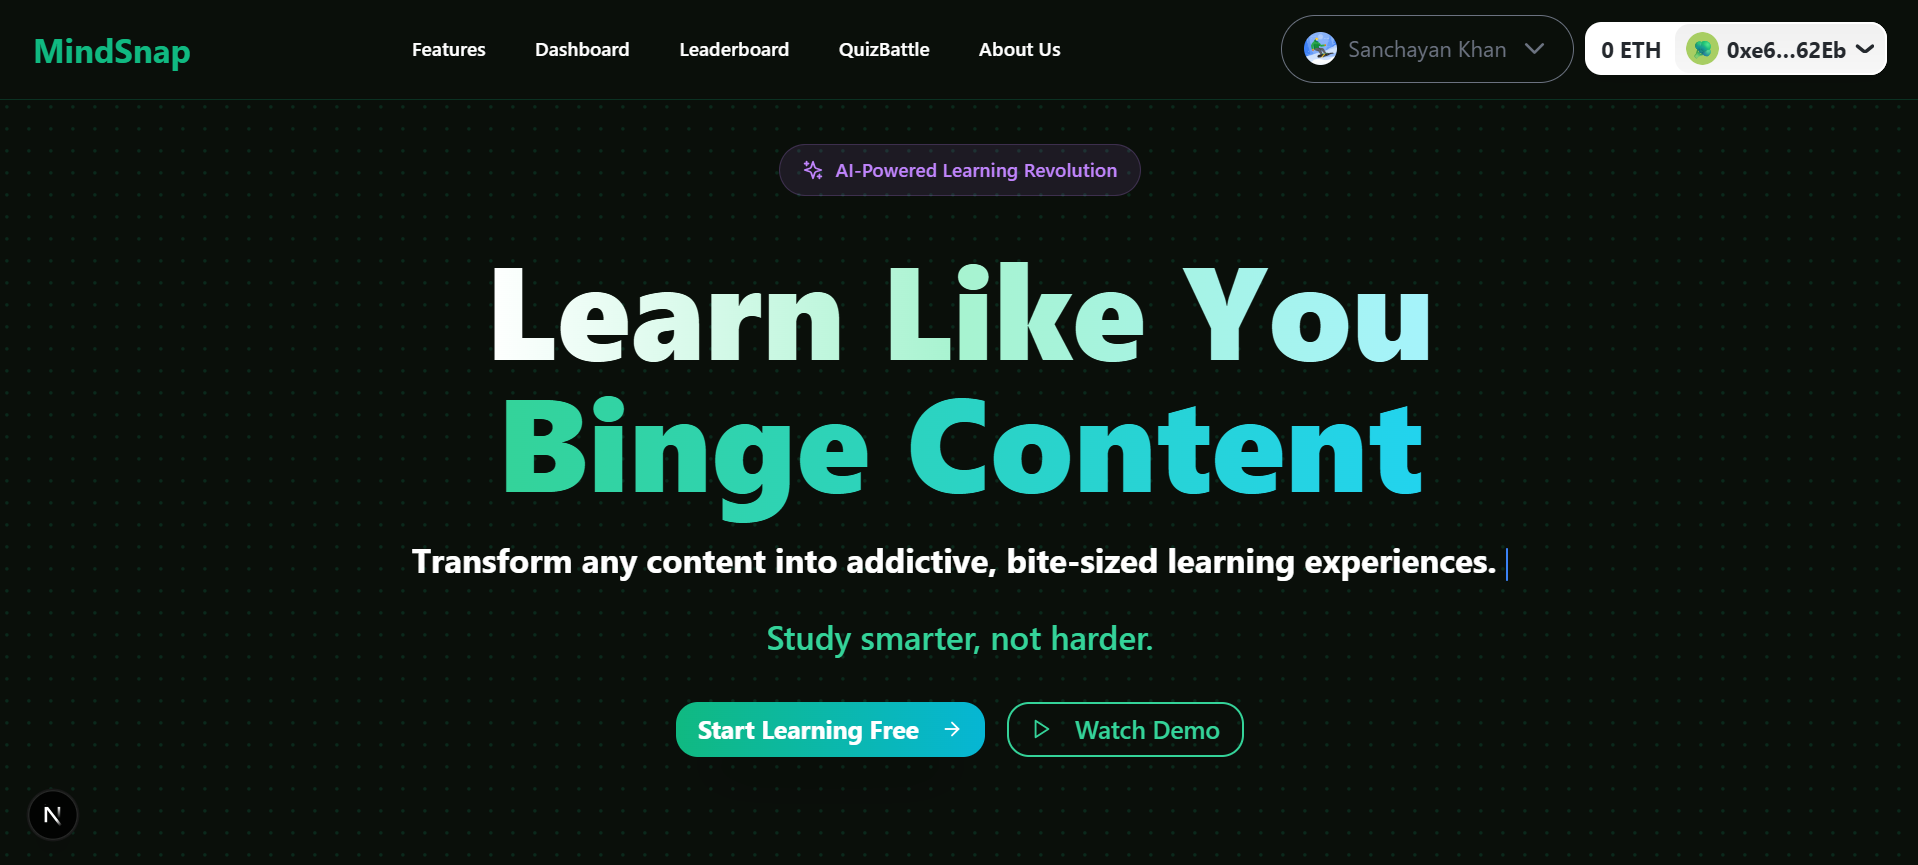 MindSnap
Features Dashboard Leaderboard QuizBattle About Us
Sanchayan Khan
0 ETH 0xe6...62Eb
AI-Powered Learning Revolution
Learn Like You
Binge Content
Transform any content into addictive, bite-sized learning experiences.
Study smarter, not harder.
Start Learning Free
Watch Demo
N